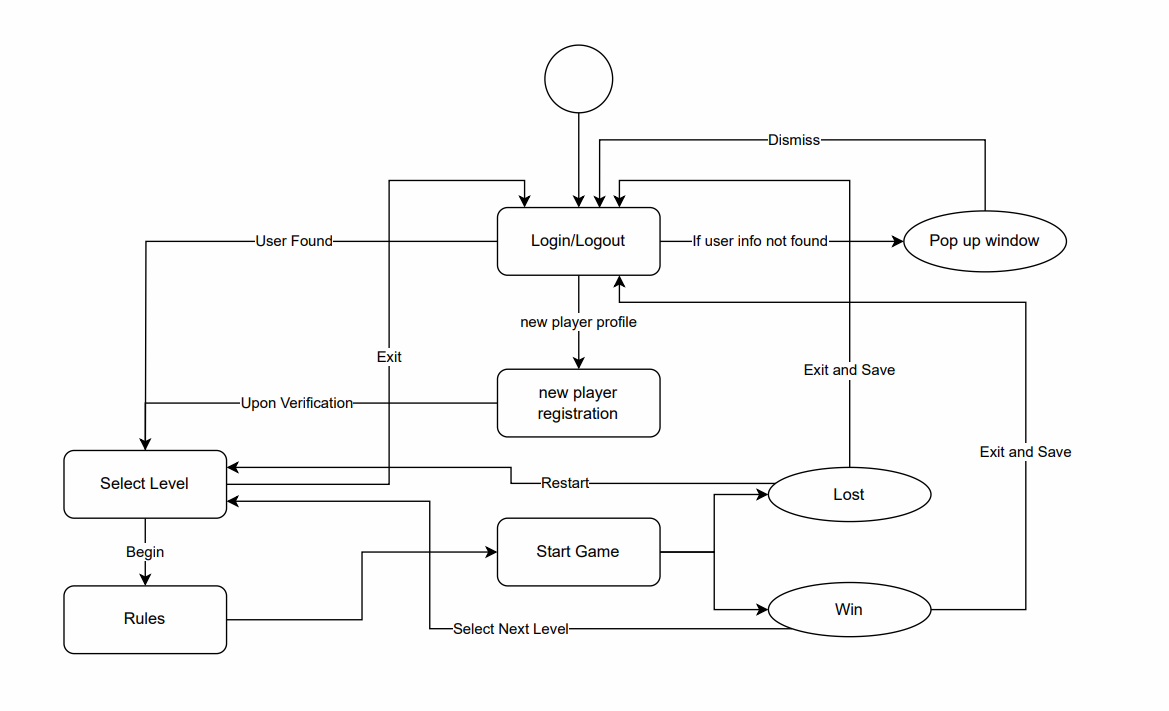 Dismiss
User Found
Login/Logout
If user info not found
Pop up window
new player profile
Exit
Exit and Save
new player
registration
Upon Verification
Exit and Save
Select Level
Restart
Lost
Begin
Start Game
Rules
Win
Select Next Level